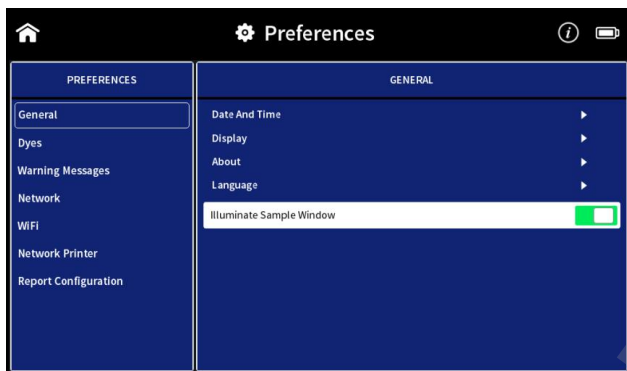 Preferences
i
PREFERENCES
General
Dyes
Warning Messages
Network
WiFi
Network Printer
Report Configuration
GENERAL
Date And Time
Display
About
Language
Illuminate Sample Window